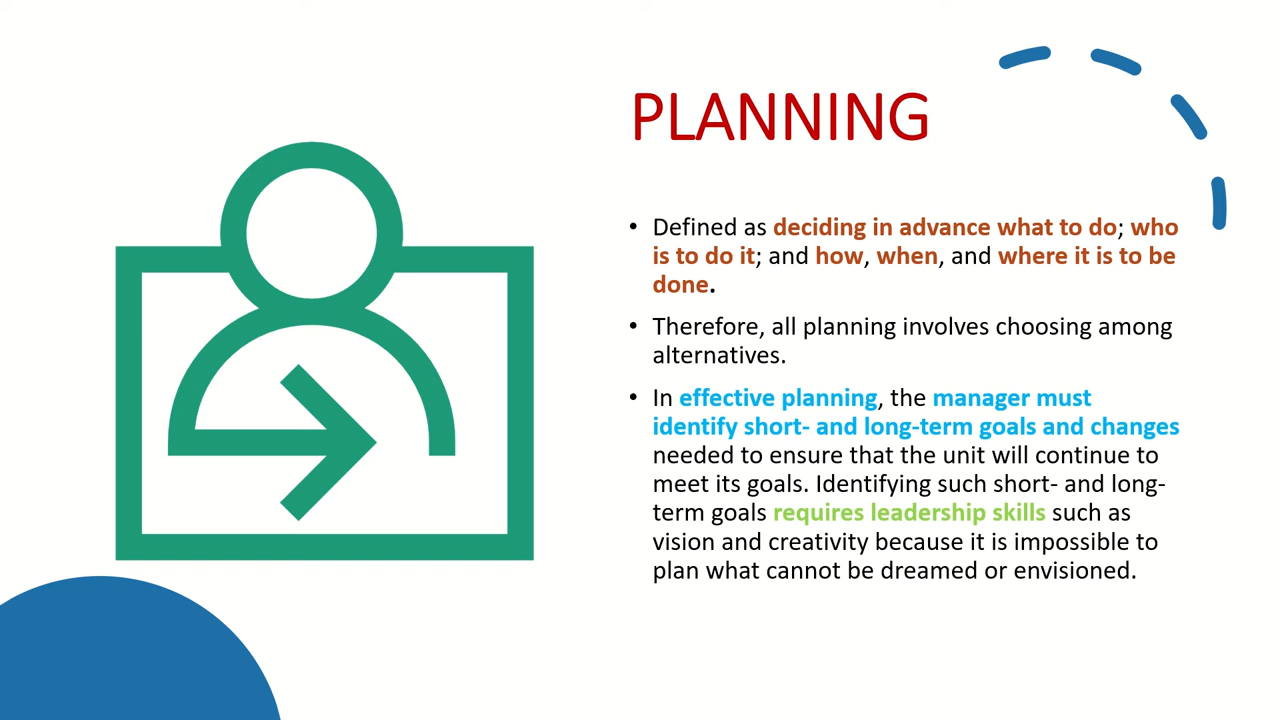 PLANNING
• Defined as deciding in advance what to do; who
is to do it; and how, when, and where it is to be
done.
• Therefore, all planning involves choosing among
alternatives.
• In effective planning, the manager must
identify short- and long-term goals and changes
needed to ensure that the unit will continue to
meet its goals. Identifying such short- and long-
term goals requires leadership skills such as
vision and creativity because it is impossible to
plan what cannot be dreamed or envisioned.